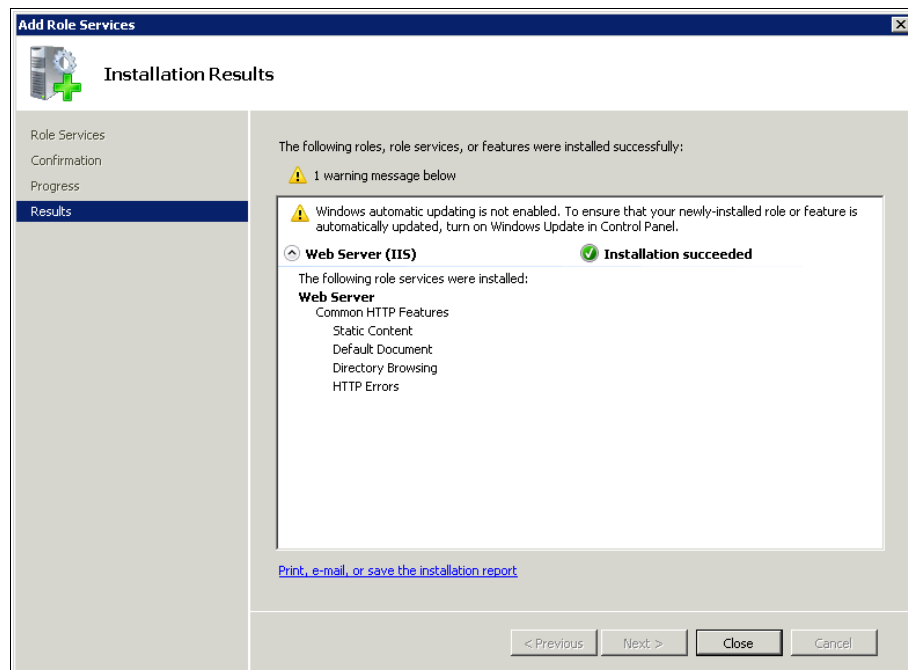 Add Role Services
Installation Results
Role Services
Confirmation
Progress
Results
The following roles, role services, or features were installed successfully:
1 warning message below
Windows automatic updating is not enabled. To ensure that your newly-installed role or feature is
automatically updated, turn on Windows Update in Control Panel.
Web Server (IIS)
Installation succeeded
The following role services were installed:
Web Server
Common HTTP Features
Static Content
Default Document
Directory Browsing
HTTP Errors
Print, e-mail, or save the installation report
< Previous
Next >
Close
Cancel